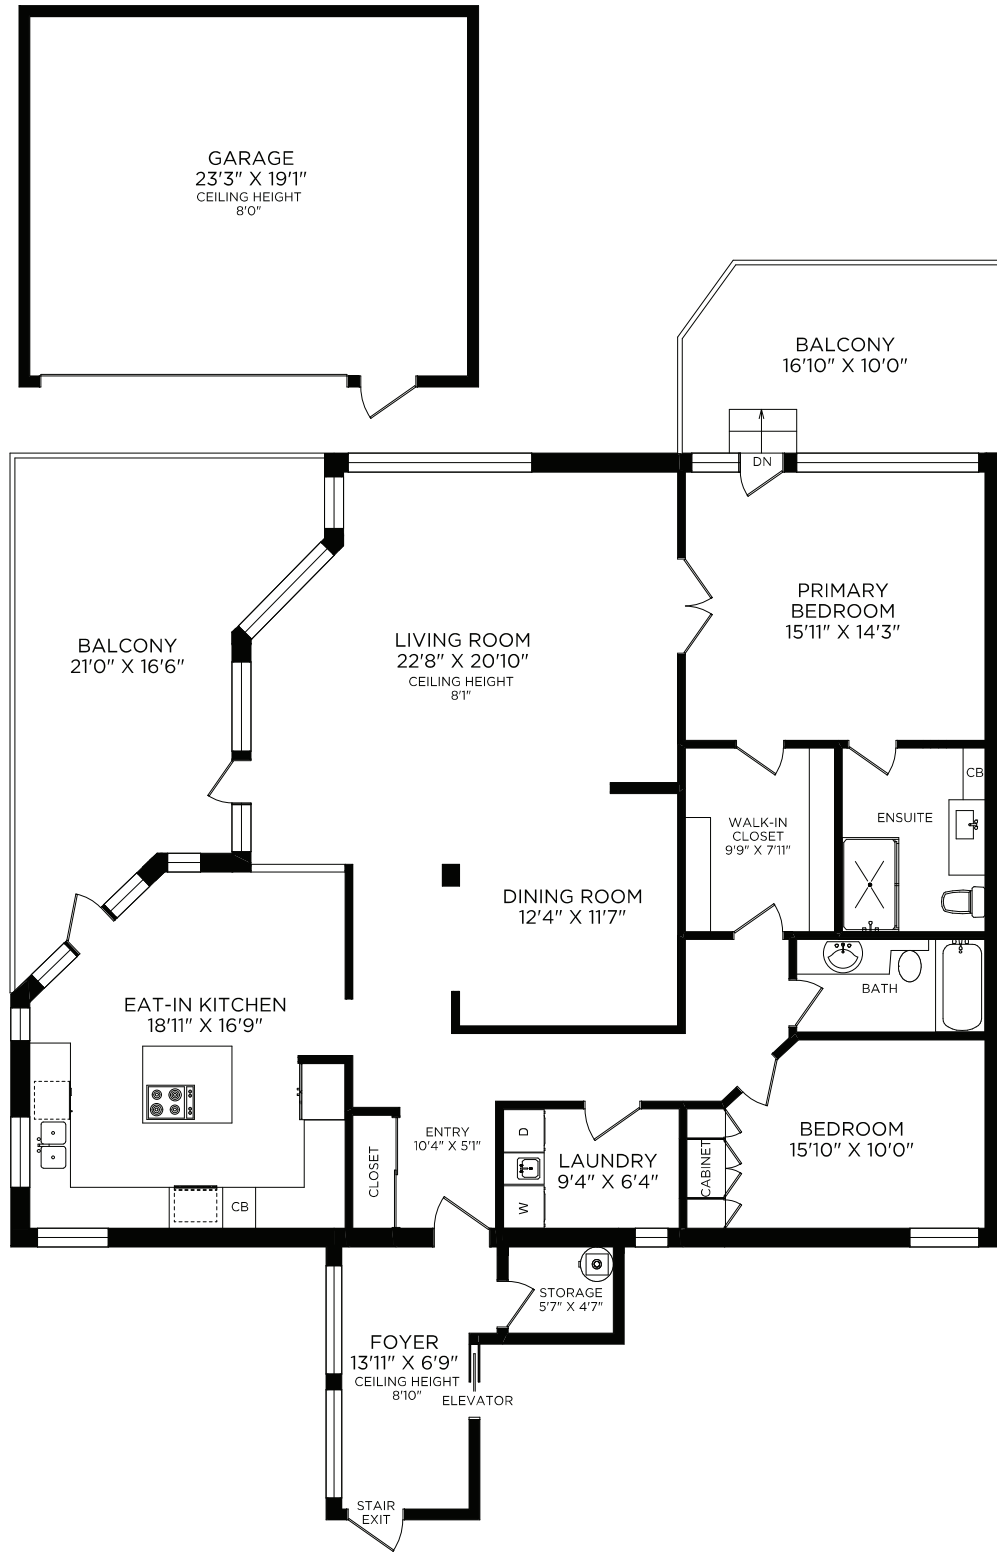 GARAGE
23'3" X 19'1"
CEILING HEIGHT
8'0"
BALCONY
16'10" X 10'0"
DN
PRIMARY
BEDROOM
15'11" X 14'3"
BALCONY
21'0" X 16'6"
LIVING ROOM
22'8" X 20'10"
CEILING HEIGHT
8'1"
CB
WALK-IN
CLOSET
9'9" X 7'11"
ENSUITE
DINING ROOM
12'4" X 11'7"
BATH
EAT-IN KITCHEN
18'11" X 16'9"
ENTRY
10'4" X 5'1"
CLOSET
D
W
LAUNDRY
9'4" X 6'4"
CABINET
BEDROOM
15'10" X 10'0"
CB
STORAGE
5'7" X 4'7"
FOYER
13'11" X 6'9"
CEILING HEIGHT
8'10"
ELEVATOR
STAIR
EXIT